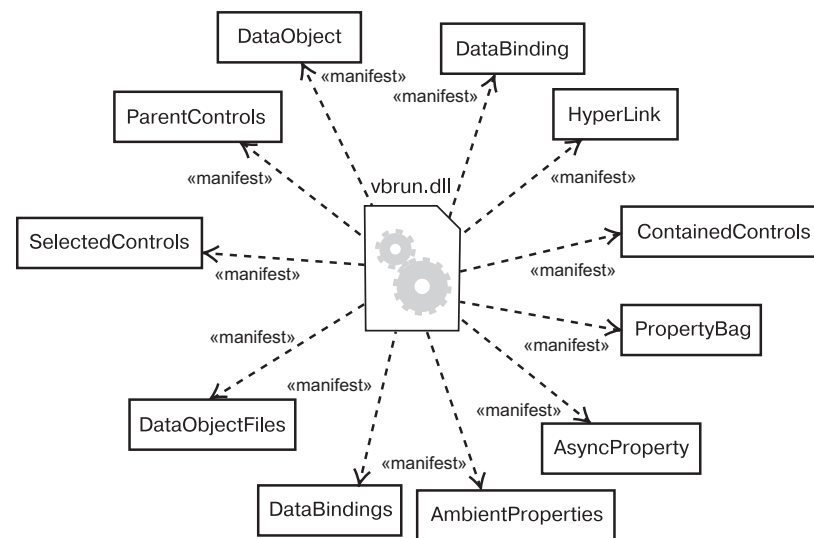 DataObject
DataBinding
«manifest»
«manifest»
ParentControls
HyperLink
«manifest»
«manifest»
vbrun.dll
SelectedControls
ContainedControls
«manifest»
«manifest»
PropertyBag
«manifest»
«manifest»
«manifest»
DataObjectFiles
«manifest»
AsyncProperty
«manifest»
DataBindings
AmbientProperties